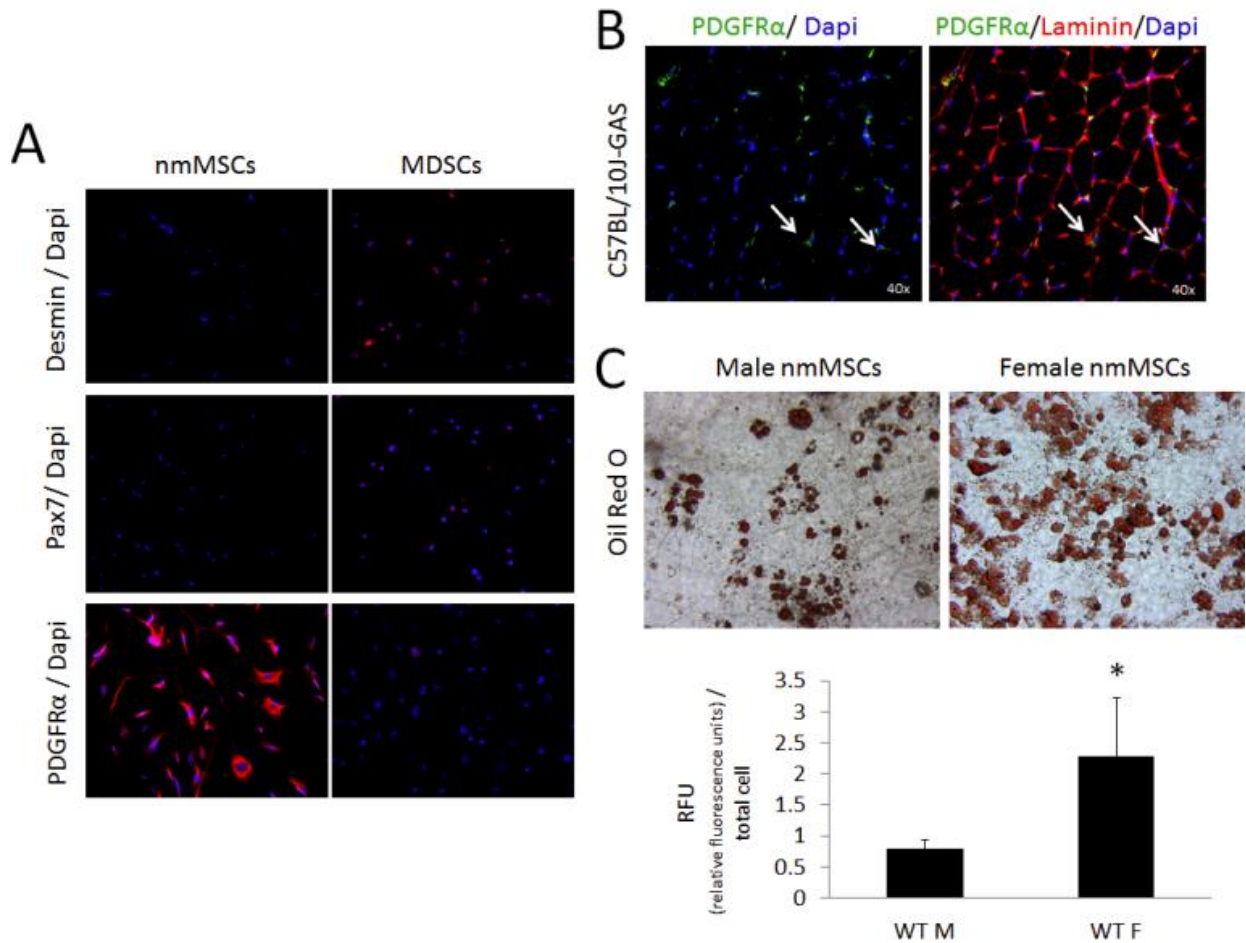 A
nmMSCs MDSCs
Desmin / Dapi
Pax7/ Dapi
PDGFRα / Dapi
B
PDGFRα/ Dapi PDGFRα/Laminin/Dapi
C57BL/10J-GAS
40x 40x
C
Male nmMSCs Female nmMSCs
Oil Red O
RFU
(relative fluorescence units) /
total cell
3.5
3
2.5
2
1.5
1
0.5
0
*
WT M WT F